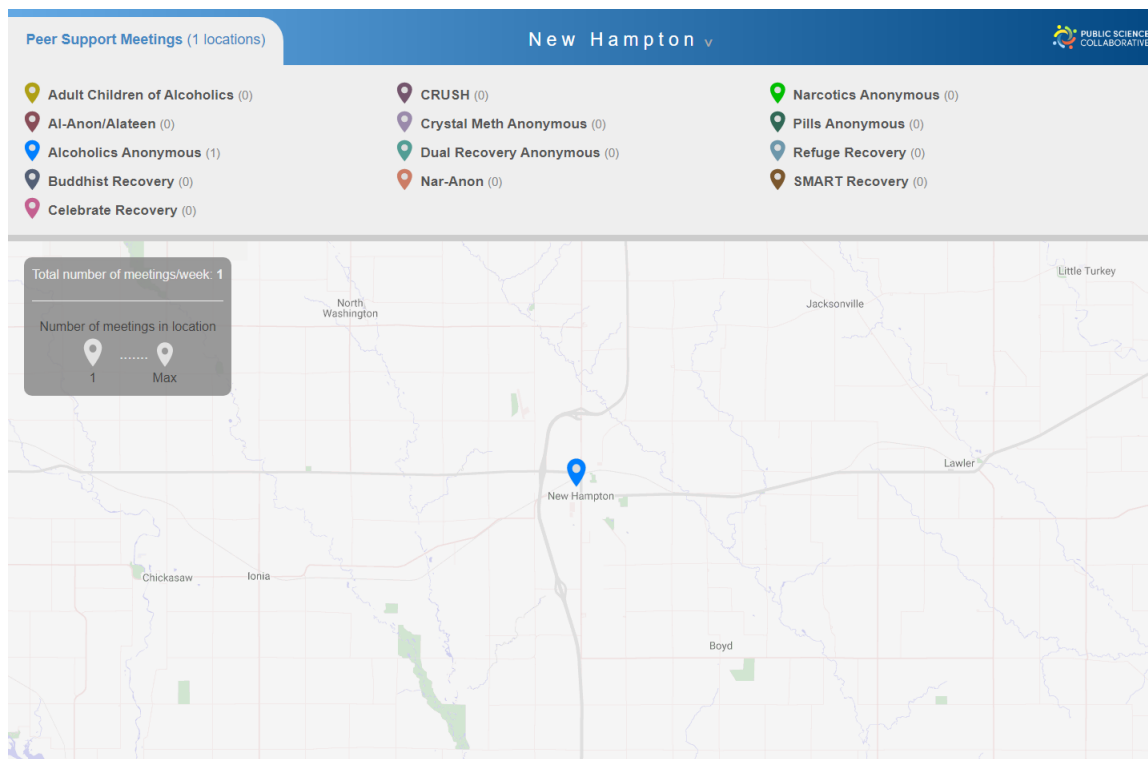 Peer Support Meetings (1 locations)
New Hampton v
PUBLIC SCIENCE
COLLABORATIVE
Adult Children of Alcoholics (0)
Al-Anon/Alateen (0)
Alcoholics Anonymous (1)
Buddhist Recovery (0)
Celebrate Recovery (0)
CRUSH (0)
Crystal Meth Anonymous (0)
Dual Recovery Anonymous (0)
Nar-Anon (0)
Narcotics Anonymous (0)
Pills Anonymous (0)
Refuge Recovery (0)
SMART Recovery (0)
Total number of meetings/week: 1
Number of meetings in location
.......
1 Max
Little Turkey
North
Washington
Jacksonville
Lawler
New Hampton
Chickasaw
Ionia
Boyd